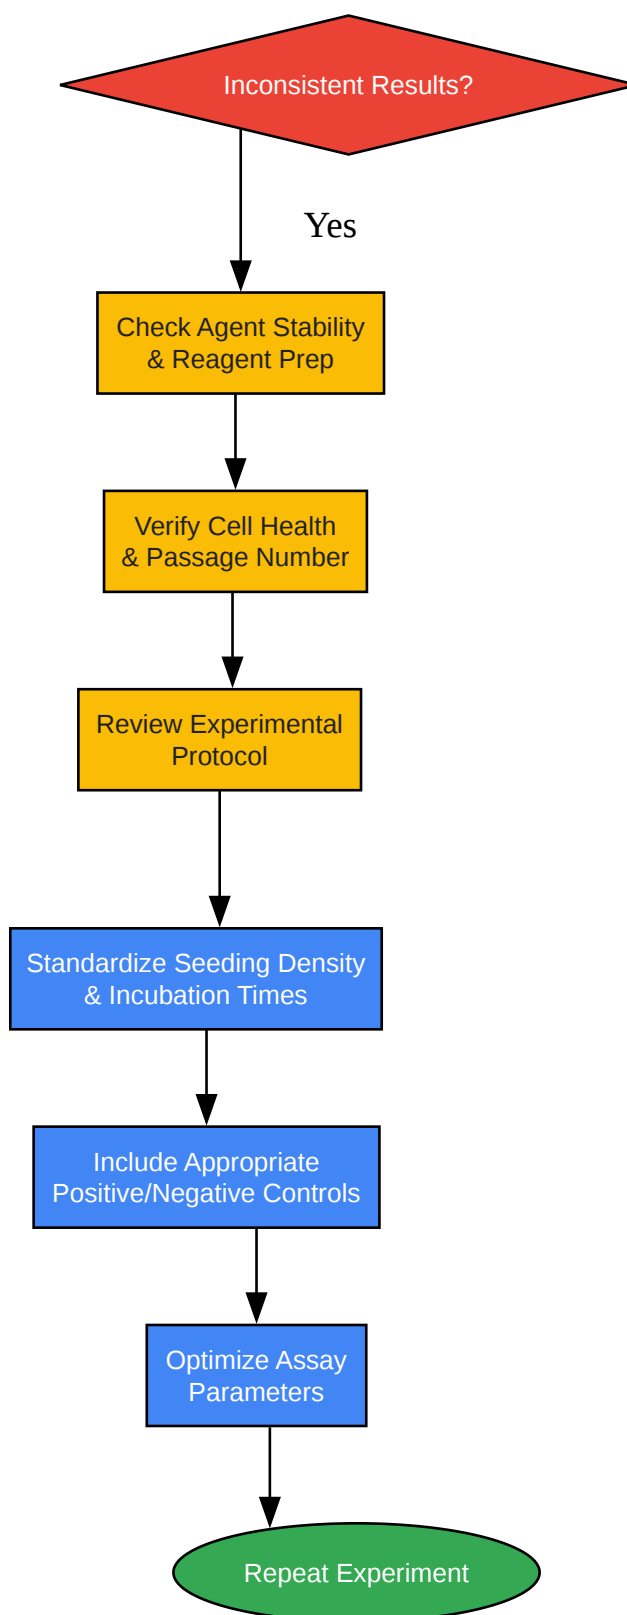 Inconsistent Results?
Yes
Check Agent Stability
& Reagent Prep
Verify Cell Health
& Passage Number
Review Experimental
Protocol
Standardize Seeding Density
& Incubation Times
Include Appropriate
Positive/Negative Controls
Optimize Assay
Parameters
Repeat Experiment